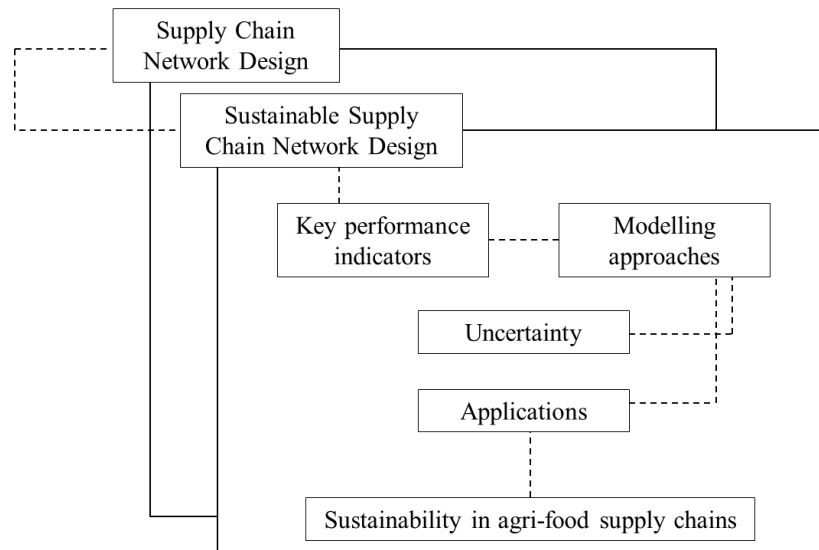 Supply Chain
Network Design
Sustainable Supply
Chain Network Design
Key performance
indicators
Modelling
approaches
Uncertainty
Applications
Sustainability in agri-food supply chains